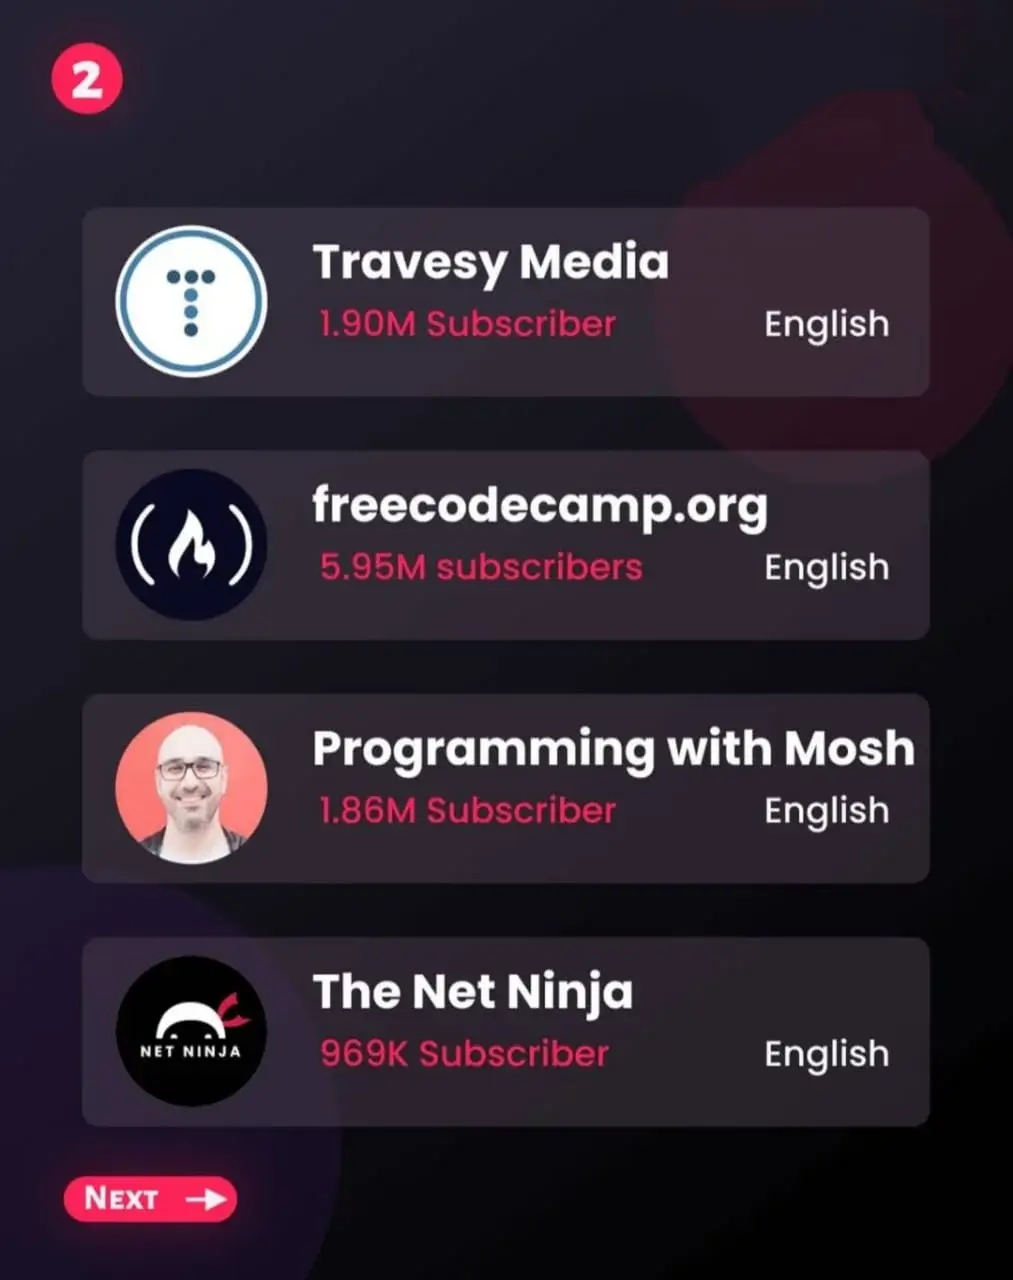 2
Travesy Media
1.90M Subscriber
English
freecodecamp.org
5.95M subscribers
English
Programming with Mosh
1.86M Subscriber
English
The Net Ninja
969K Subscriber
English
NET NINJA
NEXT →